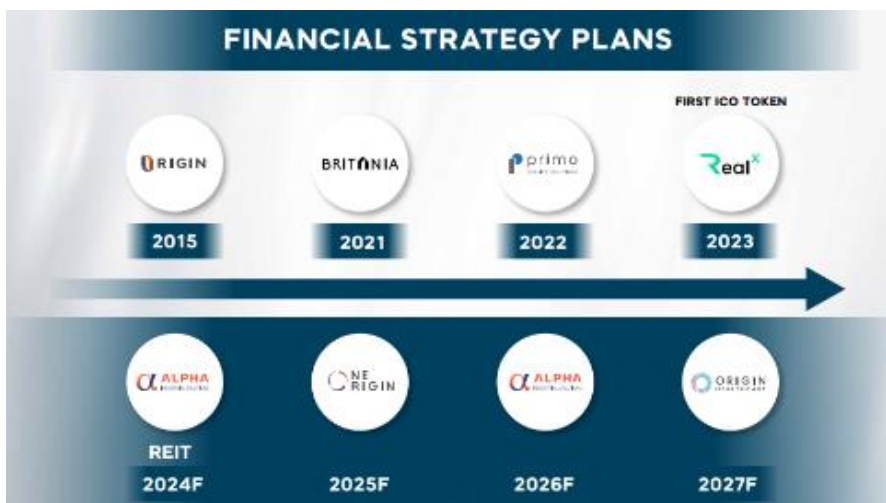 FINANCIAL STRATEGY PLANS
FIRST ICO TOKEN
ORIGIN
BRITANIA
primo
RealX
2015
2021
2022
2023
ALPHA
ONE
ORIGIN
ALPHA
ORIGIN
HEALTHCARE
REIT
2024F
2025F
2026F
2027F